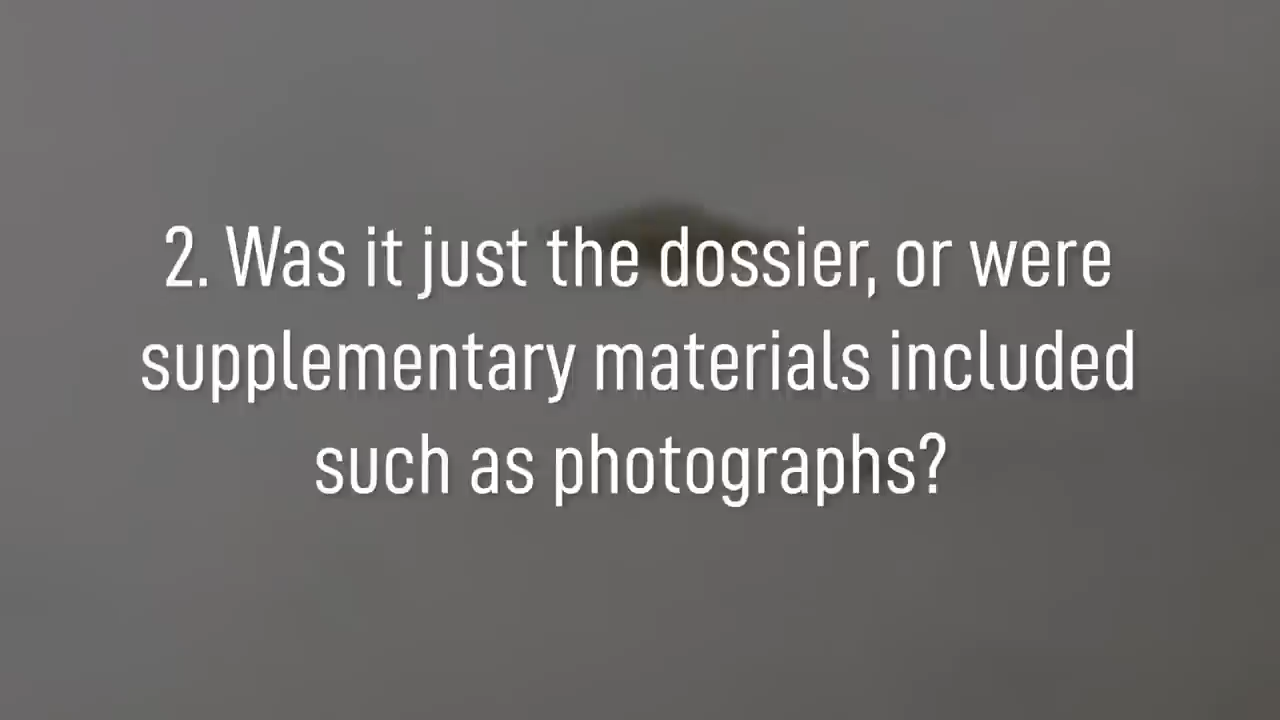 2. Was it just the dossier, or were
supplementary materials included
such as photographs?